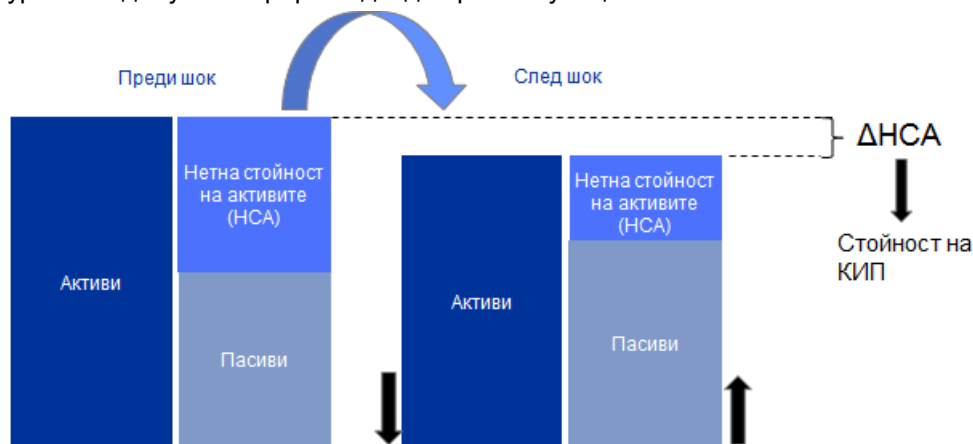 Преди шок
След шок
ΔНСА
Нетна стойност
на активите
(НСА)
Нетна стойност
на активите
(НСА)
Стойност на
КИП
Активи
Активи
Пасиви
Пасиви